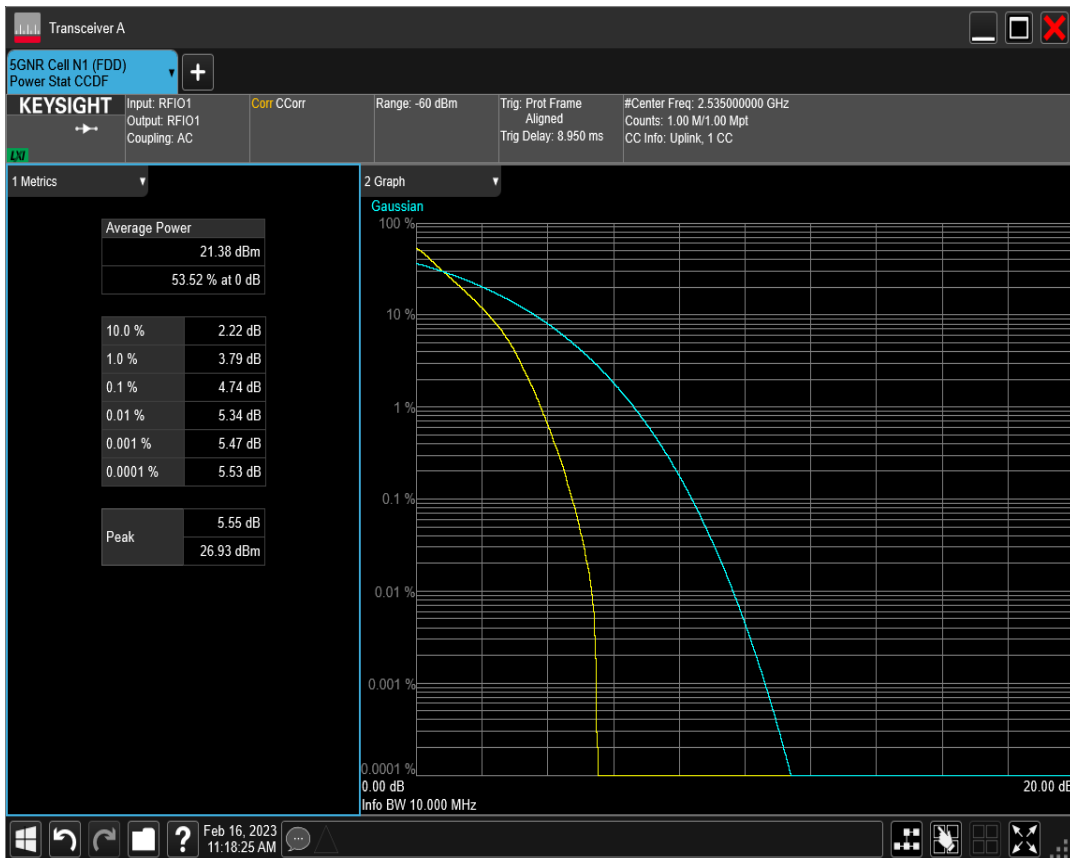 Transceiver A
5GNR Cell N1 (FDD)
Power Stat CCDF
KEYSIGHT
LXI
Input: RFIO1
Output: RFIO1
Coupling: AC
Corr CCorr
Range: -60 dBm
Trig: Prot Frame
Aligned
Trig Delay: 8.950 ms
#Center Freq: 2.535000000 GHz
Counts: 1.00 M/1.00 Mpt
CC Info: Uplink, 1 CC
1 Metrics
Average Power
21.38 dBm
53.52 % at 0 dB
10.0 % 2.22 dB
1.0 % 3.79 dB
0.1 % 4.74 dB
0.01 % 5.34 dB
0.001 % 5.47 dB
0.0001 % 5.53 dB
Peak
5.55 dB
26.93 dBm
2 Graph
Gaussian
100 %
10 %
1 %
0.1 %
0.01 %
0.001 %
0.0001 %
0.00 dB 20.00 dB
Info BW 10.000 MHz
?
Feb 16, 2023
11:18:25 AM